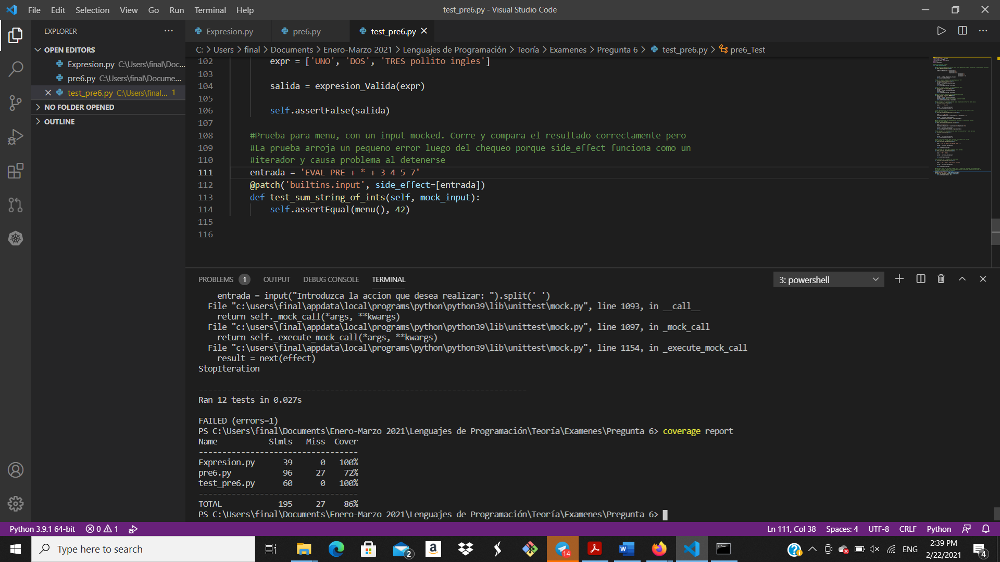 File Edit Selection View Go Run Terminal Help
test_pre6.py - Visual Studio Code
EXPLORER
OPEN EDITORS
Expresion.py C:\Users\final\Doc...
pre6.py C:\Users\final\Docume...
test_pre6.py C:\Users\final... 1
NO FOLDER OPENED
OUTLINE
Expresion.py pre6.py test_pre6.py
C: > Users > final > Documents > Enero-Marzo 2021 > Lenguajes de Programación > Teoría > Examenes > Pregunta 6 > test_pre6.py > pre6_Test
102 expr = ['UNO', 'DOS', 'TRES pollito ingles']
103
104 salida = expresion_Valida(expr)
105
106 self.assertFalse(salida)
107
108 #Prueba para menu, con un input mocked. Corre y compara el resultado correctamente pero
109 #La prueba arroja un pequeno error luego del chequeo porque side_effect funciona como un
110 #iterador y causa problema al detenerse
111 entrada = 'EVAL PRE + * + 3 4 5 7'
112 @patch('builtins.input', side_effect=[entrada])
113 def test_sum_string_of_ints(self, mock_input):
114 self.assertEqual(menu(), 42)
115
116
PROBLEMS 1 OUTPUT DEBUG CONSOLE TERMINAL
3: powershell
entrada = input("Introduzca la accion que desea realizar: ").split(' ')
File "c:\users\final\appdata\local\programs\python\python39\lib\unittest\mock.py", line 1093, in __call__
return self._mock_call(*args, **kwargs)
File "c:\users\final\appdata\local\programs\python\python39\lib\unittest\mock.py", line 1097, in _mock_call
return self._execute_mock_call(*args, **kwargs)
File "c:\users\final\appdata\local\programs\python\python39\lib\unittest\mock.py", line 1154, in _execute_mock_call
result = next(effect)
StopIteration
----------------------------------------------------------------------
Ran 12 tests in 0.027s
FAILED (errors=1)
PS C:\Users\final\Documents\Enero-Marzo 2021\Lenguajes de Programación\Teoría\Examenes\Pregunta 6> coverage report
Name Stmts Miss Cover
----------------------------------
Expresion.py 39 0 100%
pre6.py 96 27 72%
test_pre6.py 60 0 100%
----------------------------------
TOTAL 195 27 86%
PS C:\Users\final\Documents\Enero-Marzo 2021\Lenguajes de Programación\Teoría\Examenes\Pregunta 6>
Python 3.9.1 64-bit 0 1
Ln 111, Col 38 Spaces: 4 UTF-8 CRLF Python
Type here to search
2
14
ENG
2:39 PM
2/22/2021
4